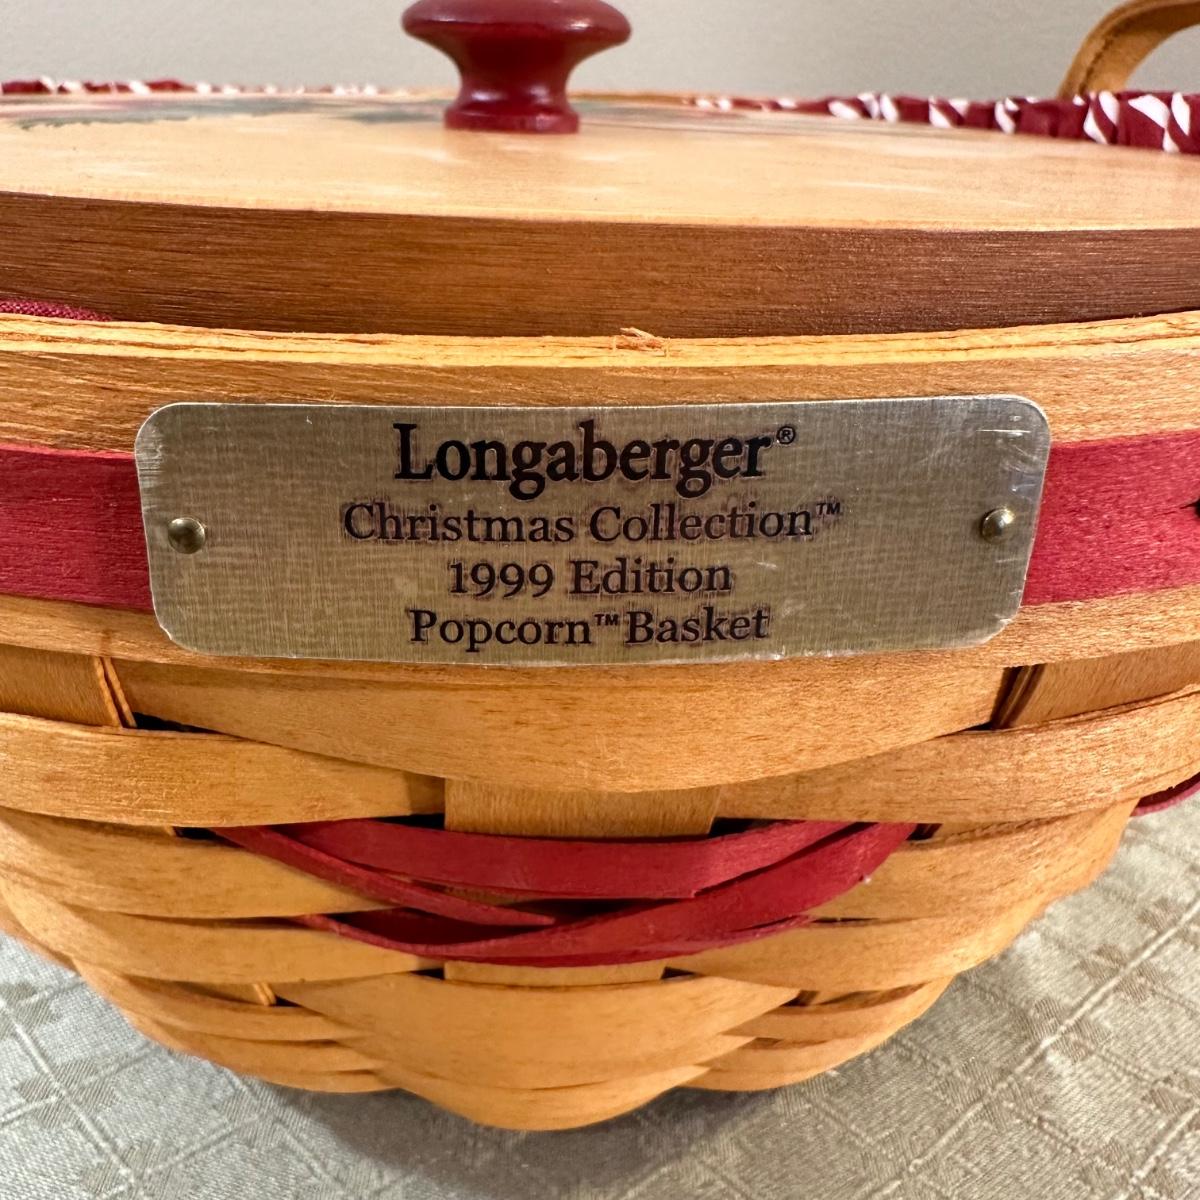 Longaberger®
Christmas Collection™
1999 Edition
Popcorn™ Basket